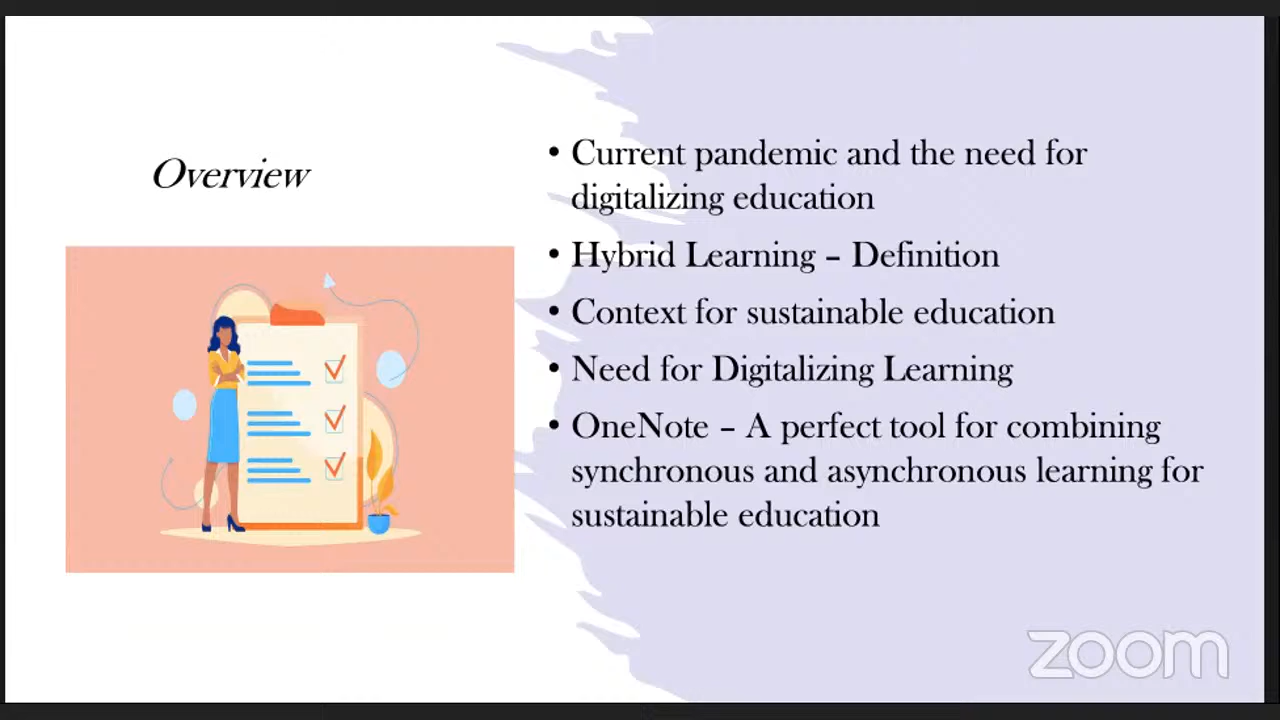 Overview
• Current pandemic and the need for
digitalizing education
• Hybrid Learning – Definition
• Context for sustainable education
• Need for Digitalizing Learning
• OneNote – A perfect tool for combining
synchronous and asynchronous learning for
sustainable education
zoom